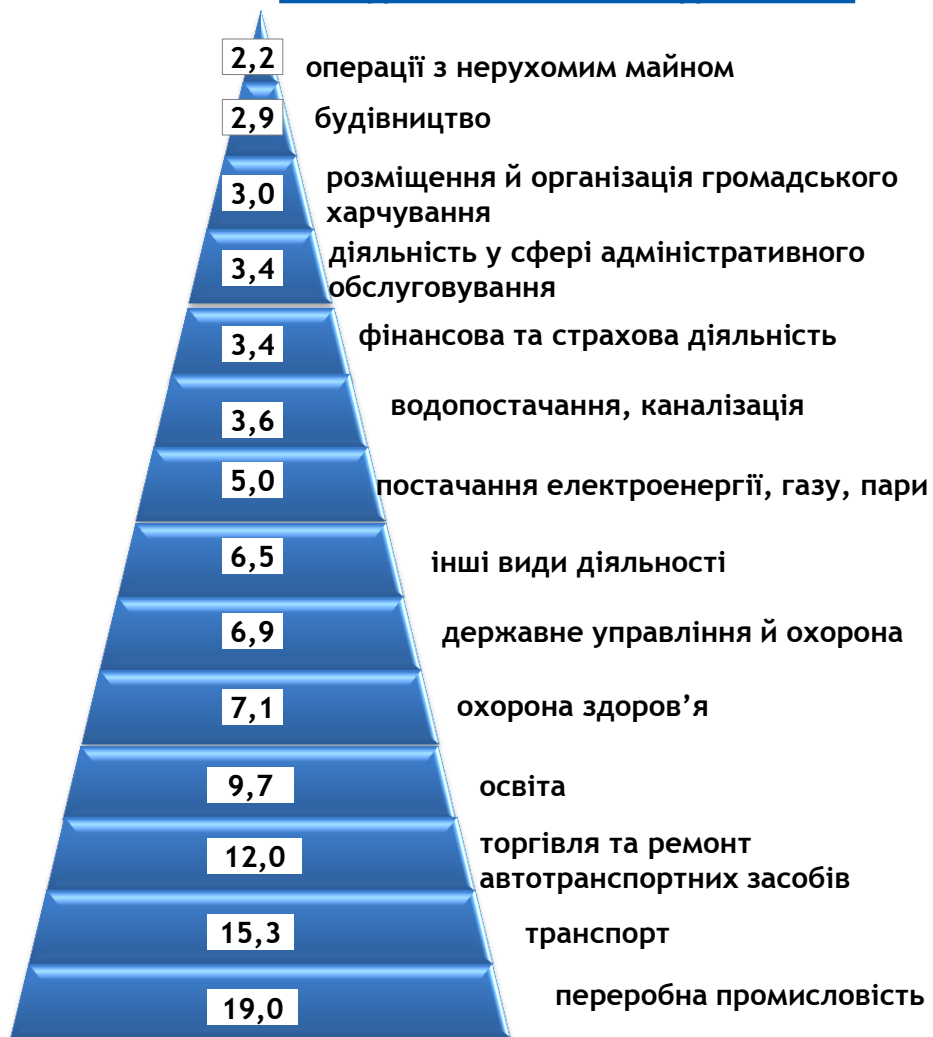 2,2
операції з нерухомим майном
2,9
будівництво
3,0
розміщення й організація громадського
харчування
3,4
діяльність у сфері адміністративного
обслуговування
3,4
фінансова та страхова діяльність
3,6
водопостачання, каналізація
5,0
постачання електроенергії, газу, пари
6,5
інші види діяльності
6,9
державне управління й охорона
7,1
охорона здоров’я
9,7
освіта
12,0
торгівля та ремонт
автотранспортних засобів
15,3
транспорт
19,0
переробна промисловість